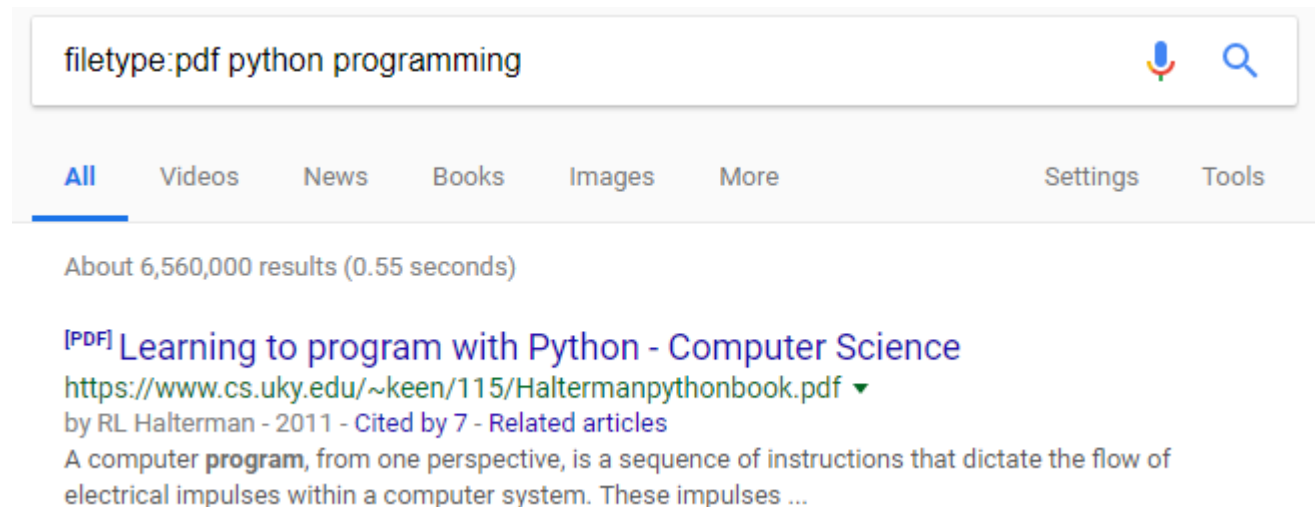 filetype:pdf python programming
All Videos News Books Images More Settings Tools
About 6,560,000 results (0.55 seconds)
[PDF] Learning to program with Python - Computer Science
https://www.cs.uky.edu/~keen/115/Haltermanpythonbook.pdf
by RL Halterman - 2011 - Cited by 7 - Related articles
A computer program, from one perspective, is a sequence of instructions that dictate the flow of
electrical impulses within a computer system. These impulses ...